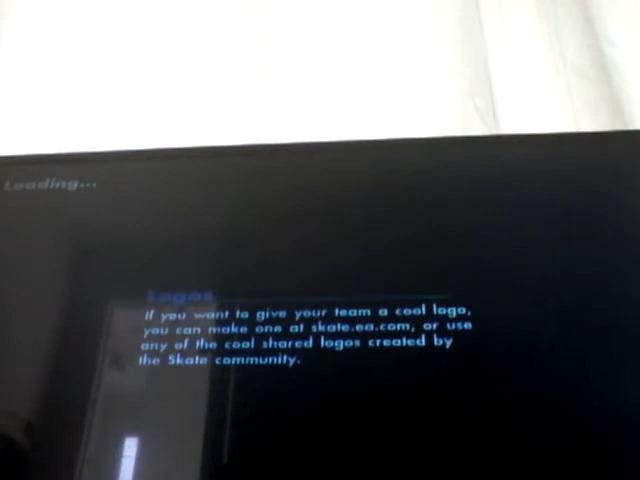 Loading...
Logos
If you want to give your team a cool logo,
you can make one at skate.ea.com, or use
any of the cool shared logos created by
the Skate community.